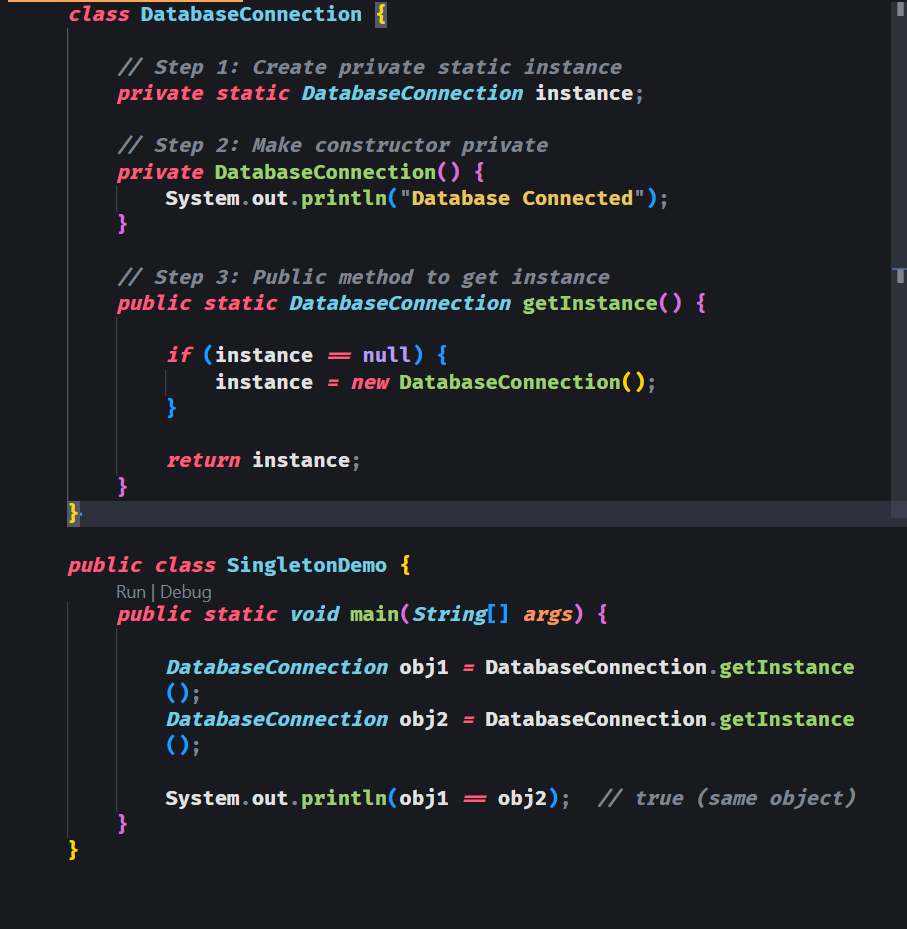 class DatabaseConnection {
// Step 1: Create private static instance
private static DatabaseConnection instance;
// Step 2: Make constructor private
private DatabaseConnection() {
System.out.println("Database Connected");
}
// Step 3: Public method to get instance
public static DatabaseConnection getInstance() {
if (instance == null) {
instance = new DatabaseConnection();
}
return instance;
}
}
public class SingletonDemo {
Run | Debug
public static void main(String[] args) {
DatabaseConnection obj1 = DatabaseConnection.getInstance
();
DatabaseConnection obj2 = DatabaseConnection.getInstance
();
System.out.println(obj1 == obj2);  // true (same object)
}
}